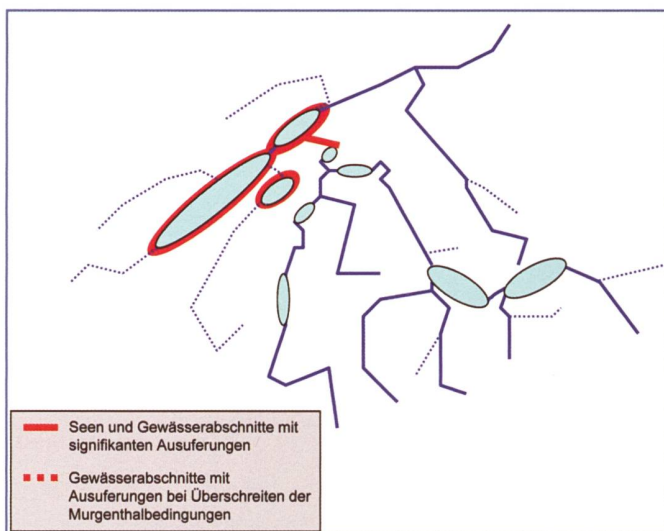 Seen und Gewässerabschnitte mit
signifikanten Ausuferungen
Gewässerabschnitte mit
Ausuferungen bei Überschreiten der
Murgenthalbedingungen